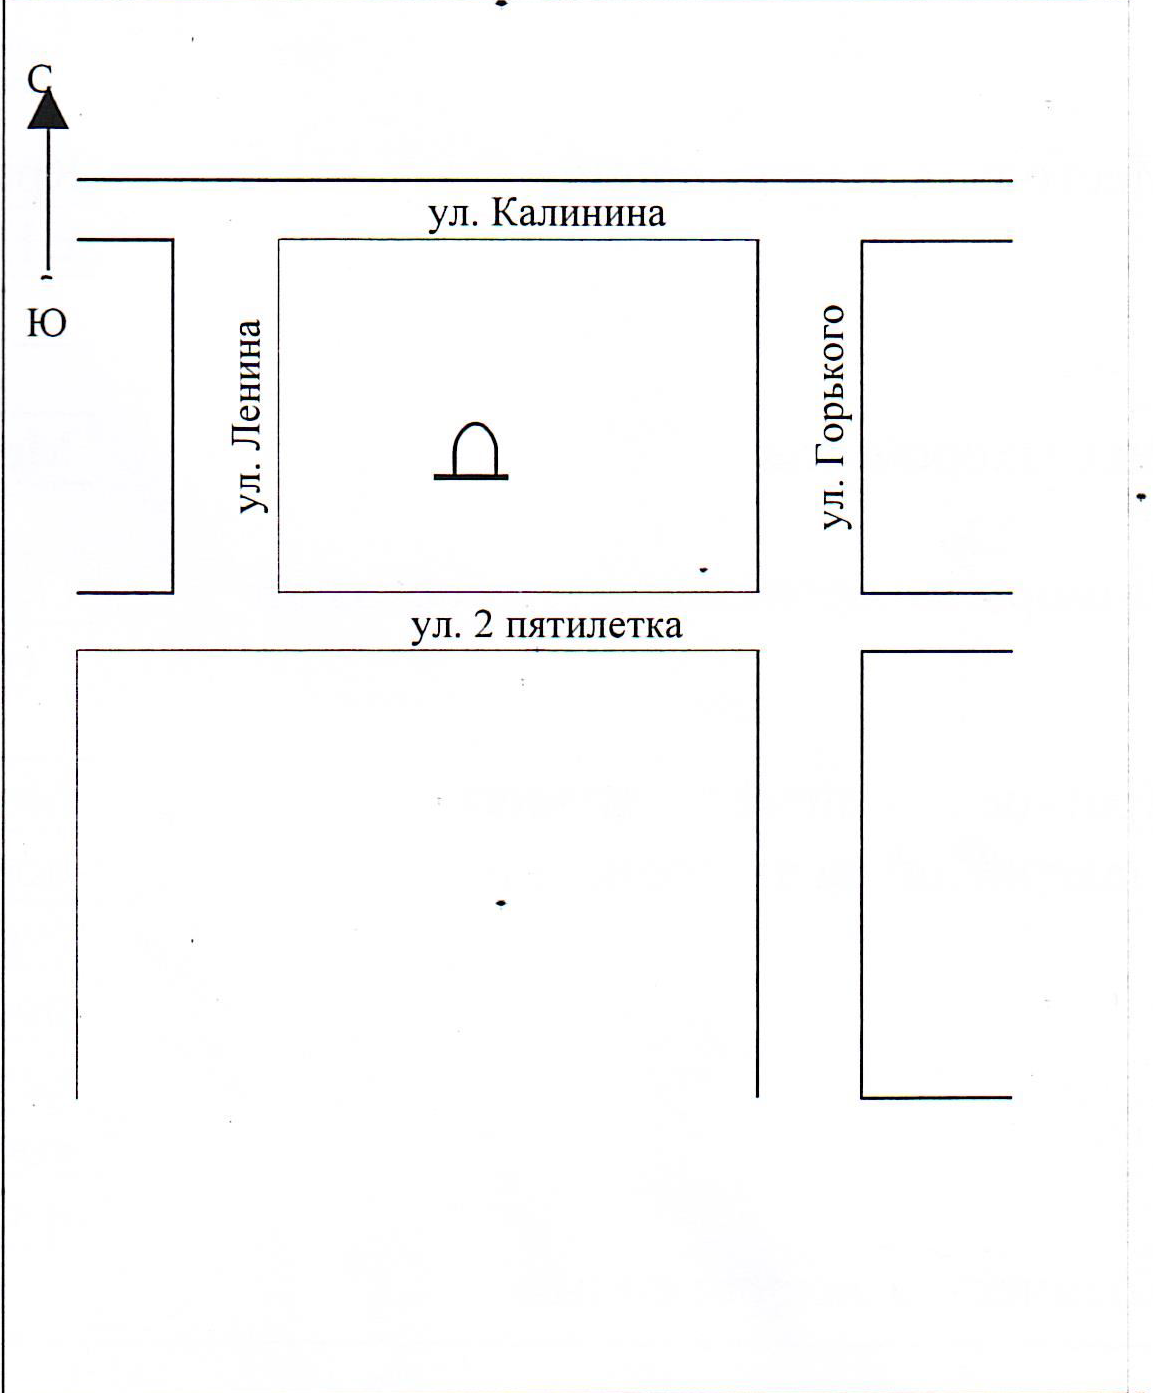 С
ул. Калинина
Ю
ул. Ленина
ул. Горького
ул. 2 пятилетка